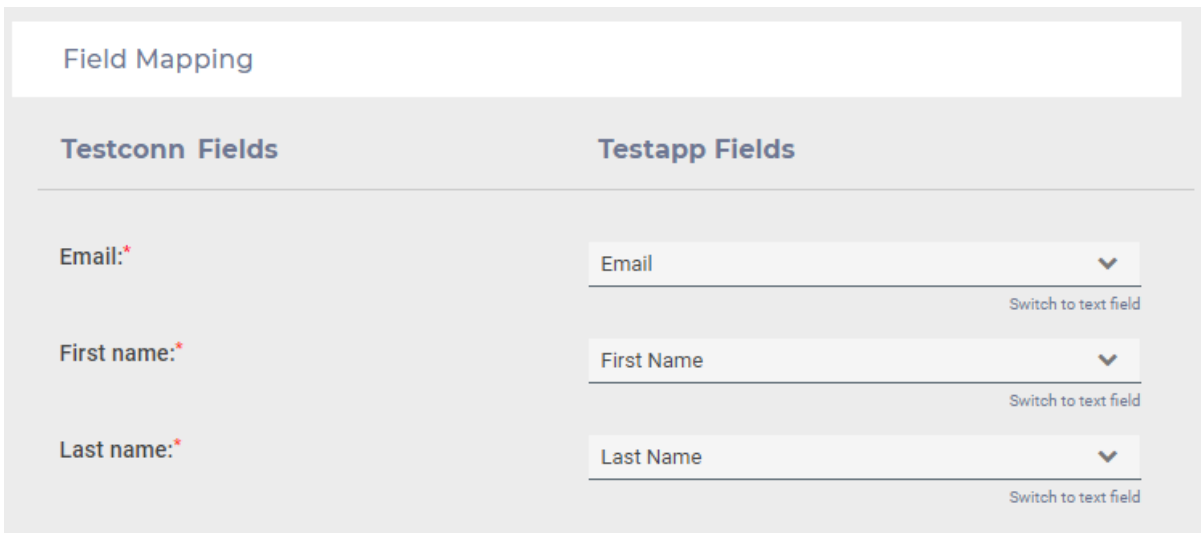 Field Mapping
Testconn Fields Testapp Fields
Email:* Email
Switch to text field
First name:* First Name
Switch to text field
Last name:* Last Name
Switch to text field